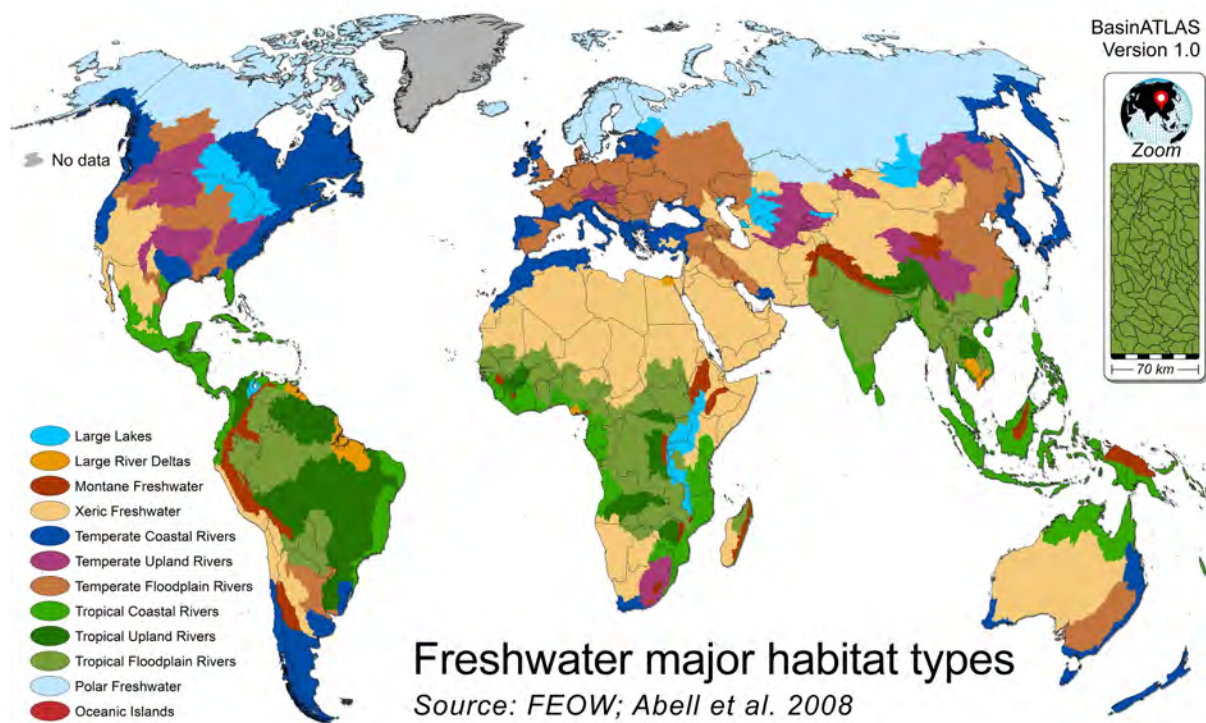 BasinATLAS
Version 1.0
Zoom
70 km
No data
Large Lakes
Large River Deltas
Montane Freshwater
Xeric Freshwater
Temperate Coastal Rivers
Temperate Upland Rivers
Temperate Floodplain Rivers
Tropical Coastal Rivers
Tropical Upland Rivers
Tropical Floodplain Rivers
Polar Freshwater
Oceanic Islands
Freshwater major habitat types
Source: FEOW; Abell et al. 2008